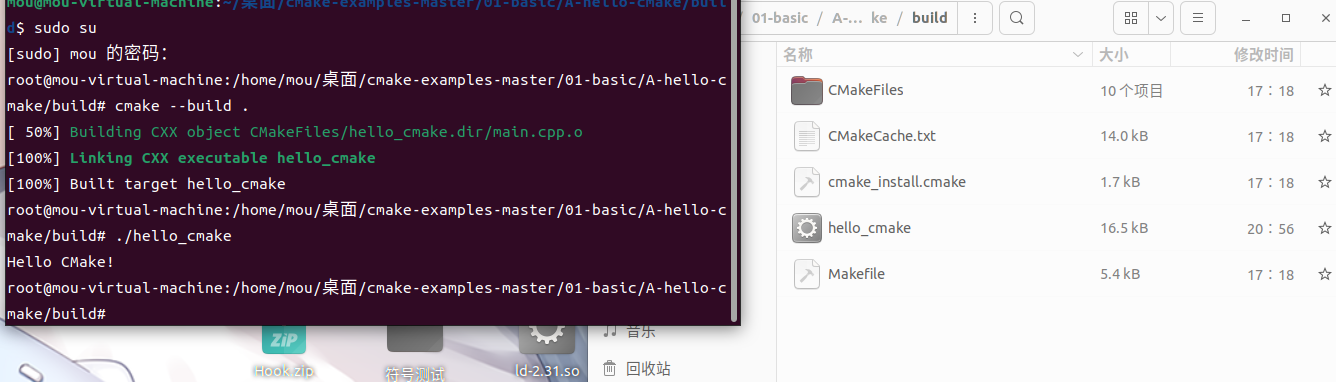 mou@mou-virtual-machine:~/桌面/cmake-examples-master/01-basic/A-hello-cmake/buil
d$ sudo su
[sudo] mou 的密码：
root@mou-virtual-machine:/home/mou/桌面/cmake-examples-master/01-basic/A-hello-c
make/build# cmake --build .
[ 50%] Building CXX object CMakeFiles/hello_cmake.dir/main.cpp.o
[100%] Linking CXX executable hello_cmake
[100%] Built target hello_cmake
root@mou-virtual-machine:/home/mou/桌面/cmake-examples-master/01-basic/A-hello-c
make/build# ./hello_cmake
Hello CMake!
root@mou-virtual-machine:/home/mou/桌面/cmake-examples-master/01-basic/A-hello-c
make/build#
/ 01-basic / A-… ke / build
名称 大小 修改时间
CMakeFiles 10 个项目 17：18
CMakeCache.txt 14.0 kB 17：18
cmake_install.cmake 1.7 kB 17：18
hello_cmake 16.5 kB 20：56
Makefile 5.4 kB 17：18
音乐
回收站
ZIP
Hook.zip
符号测试
ld-2.31.so